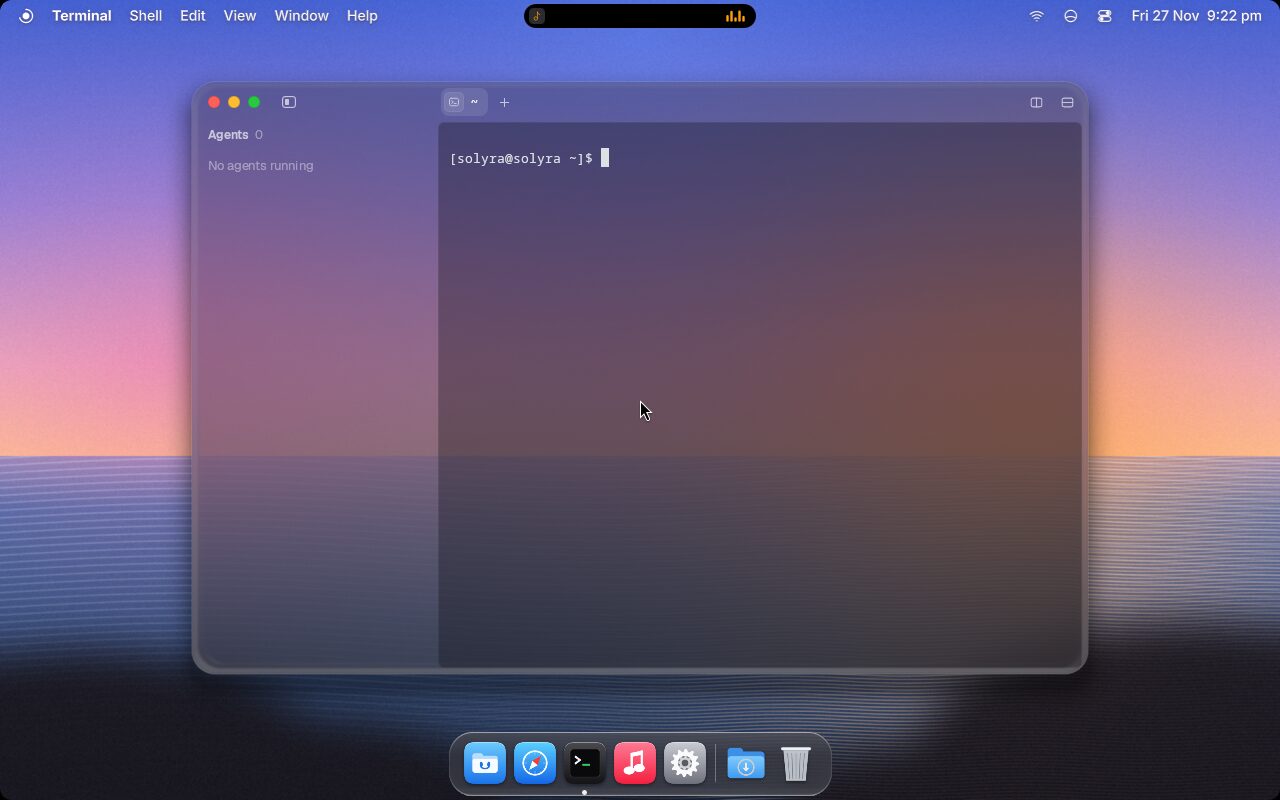 Terminal Shell Edit View Window Help
Fri 27 Nov 9:22 pm
~
Agents 0
No agents running
[solyra@solyra ~]$